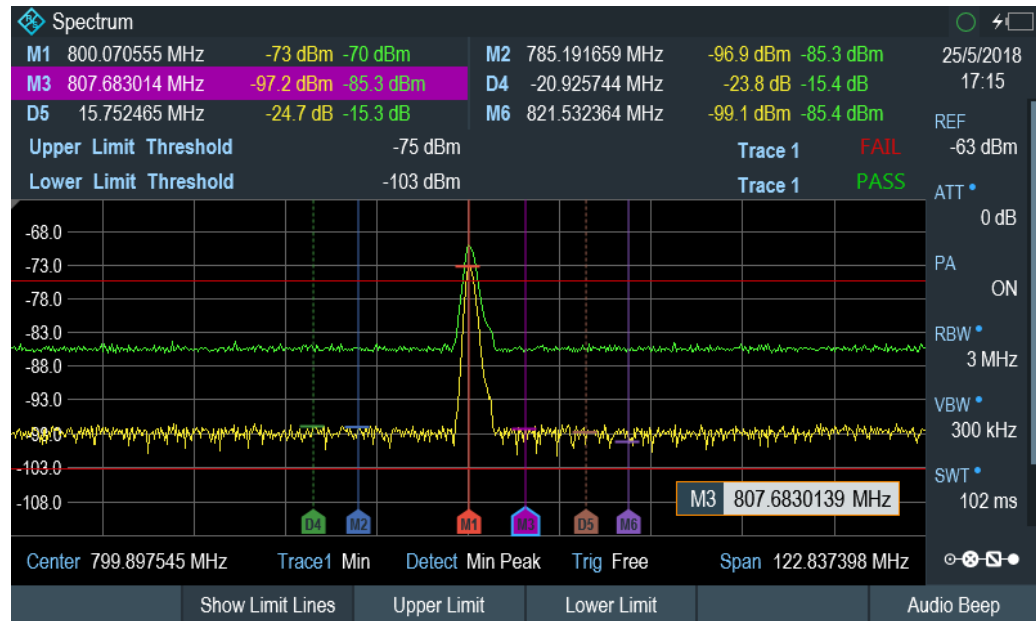 Spectrum
M1 800.070555 MHz -73 dBm -70 dBm M2 785.191659 MHz -96.9 dBm -85.3 dBm 25/5/2018
M3 807.683014 MHz -97.2 dBm -85.3 dBm D4 -20.925744 MHz -23.8 dB -15.4 dB 17:15
D5 15.752465 MHz -24.7 dB -15.3 dB M6 821.532364 MHz -99.1 dBm -85.4 dBm
Upper Limit Threshold -75 dBm Trace 1 FAIL
Lower Limit Threshold -103 dBm Trace 1 PASS
REF
-63 dBm
ATT
0 dB
PA
ON
RBW
3 MHz
VBW
300 kHz
SWT
102 ms
-68.0
-73.0
-78.0
-83.0
-88.0
-93.0
-98.0
-103.0
-108.0
M3 807.6830139 MHz
D4 M2 M1 M3 D5 M6
Center 799.897545 MHz Trace1 Min Detect Min Peak Trig Free Span 122.837398 MHz
Show Limit Lines Upper Limit Lower Limit Audio Beep